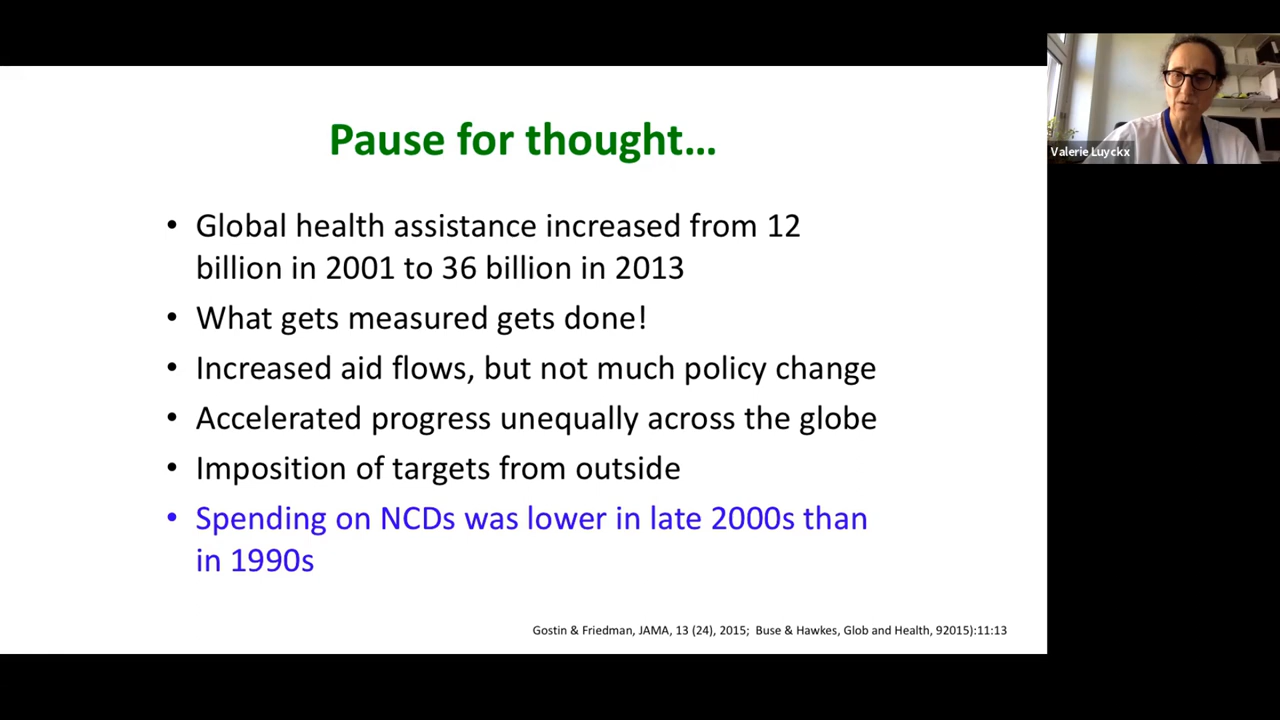 Pause for thought...
• Global health assistance increased from 12
billion in 2001 to 36 billion in 2013
• What gets measured gets done!
• Increased aid flows, but not much policy change
• Accelerated progress unequally across the globe
• Imposition of targets from outside
• Spending on NCDs was lower in late 2000s than
in 1990s
Gostin & Friedman, JAMA, 13 (24), 2015; Buse & Hawkes, Glob and Health, 92015):11:13
Valerie Luyckx